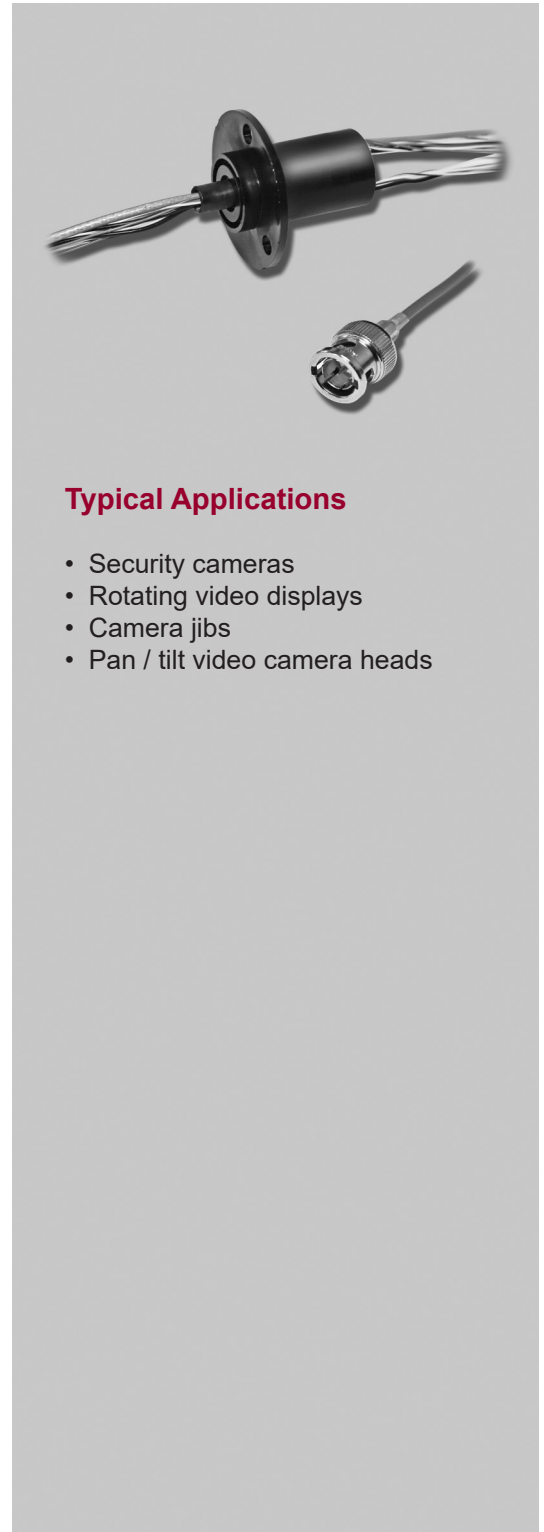 Typical Applications
• Security cameras
• Rotating video displays
• Camera jibs
• Pan / tilt video camera heads